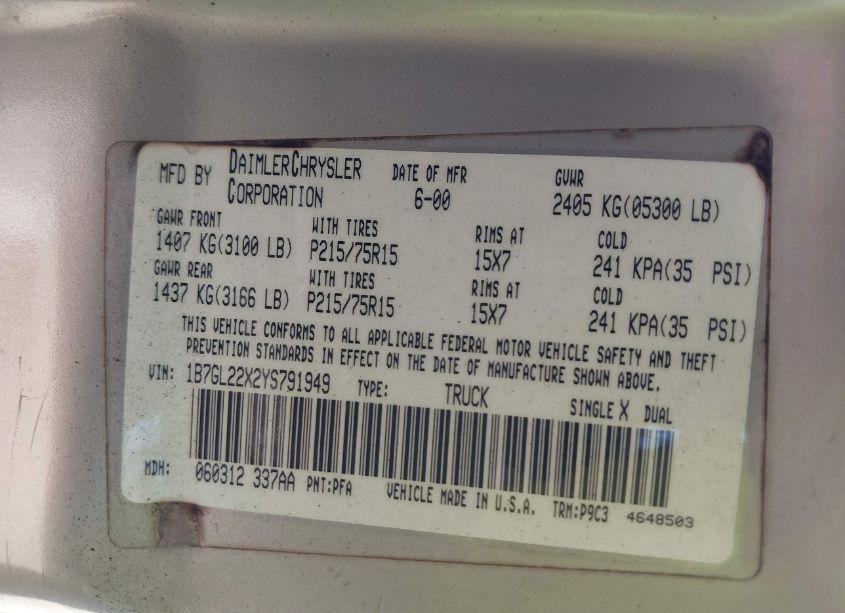 MFD BY DAIMLERCHRYSLER CORPORATION DATE OF MFR 6-00 GVWR 2405 KG(05300 LB)
GAWR FRONT WITH TIRES RIMS AT COLD
1407 KG(3100 LB) P215/75R15 15X7 241 KPA(35 PSI)
GAWR REAR WITH TIRES RIMS AT COLD
1437 KG(3166 LB) P215/75R15 15X7 241 KPA(35 PSI)
THIS VEHICLE CONFORMS TO ALL APPLICABLE FEDERAL MOTOR VEHICLE SAFETY AND THEFT
PREVENTION STANDARDS IN EFFECT ON THE DATE OF MANUFACTURE SHOWN ABOVE.
VIN: 1B7GL22X2YS791949 TYPE: TRUCK SINGLE X DUAL
MDH: 060312 337AA PNT:PFA VEHICLE MADE IN U.S.A. TRM:P9C3 4648503